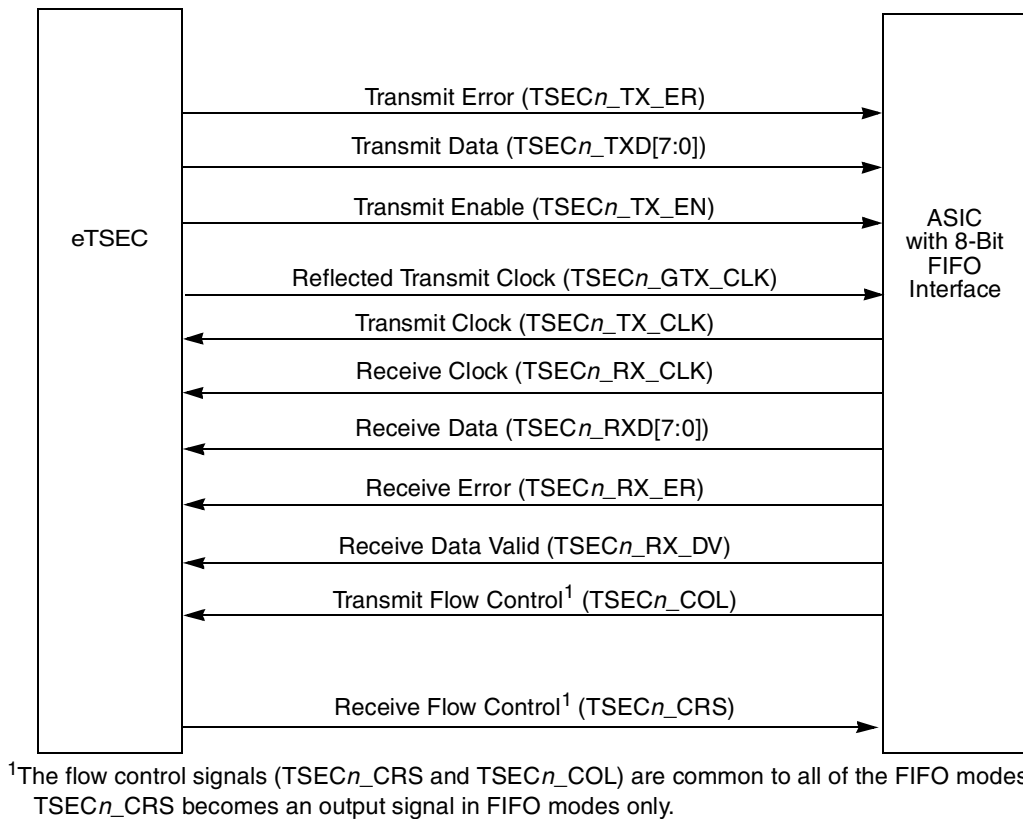 Transmit Error (TSECn_TX_ER)
Transmit Data (TSECn_TXD[7:0])
Transmit Enable (TSECn_TX_EN)
eTSEC
ASIC
with 8-Bit
FIFO
Interface
Reflected Transmit Clock (TSECn_GTX_CLK)
Transmit Clock (TSECn_TX_CLK)
Receive Clock (TSECn_RX_CLK)
Receive Data (TSECn_RXD[7:0])
Receive Error (TSECn_RX_ER)
Receive Data Valid (TSECn_RX_DV)
Transmit Flow Control¹ (TSECn_COL)
Receive Flow Control¹ (TSECn_CRS)
¹The flow control signals (TSECn_CRS and TSECn_COL) are common to all of the FIFO modes
TSECn_CRS becomes an output signal in FIFO modes only.